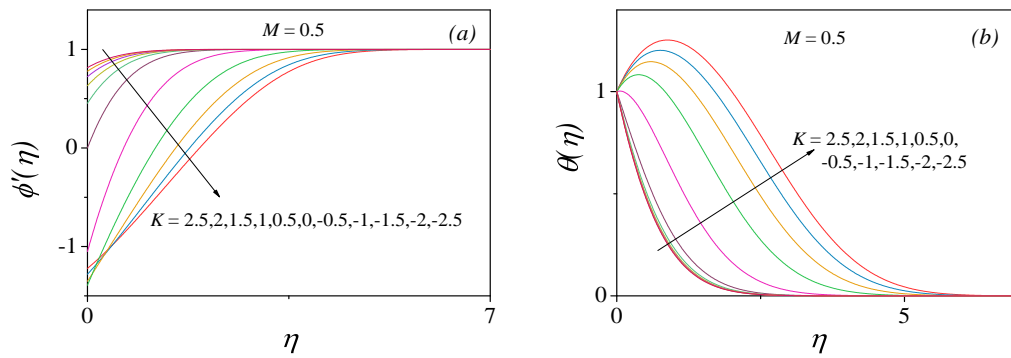 M = 0.5
(a)
1
0
-1
ϕ'(η)
K = 2.5,2,1.5,1,0.5,0,-0.5,-1,-1.5,-2,-2.5
0
7
η
M = 0.5
(b)
1
0
θ(η)
K = 2.5,2,1.5,1,0.5,0,
-0.5,-1,-1.5,-2,-2.5
0
5
η